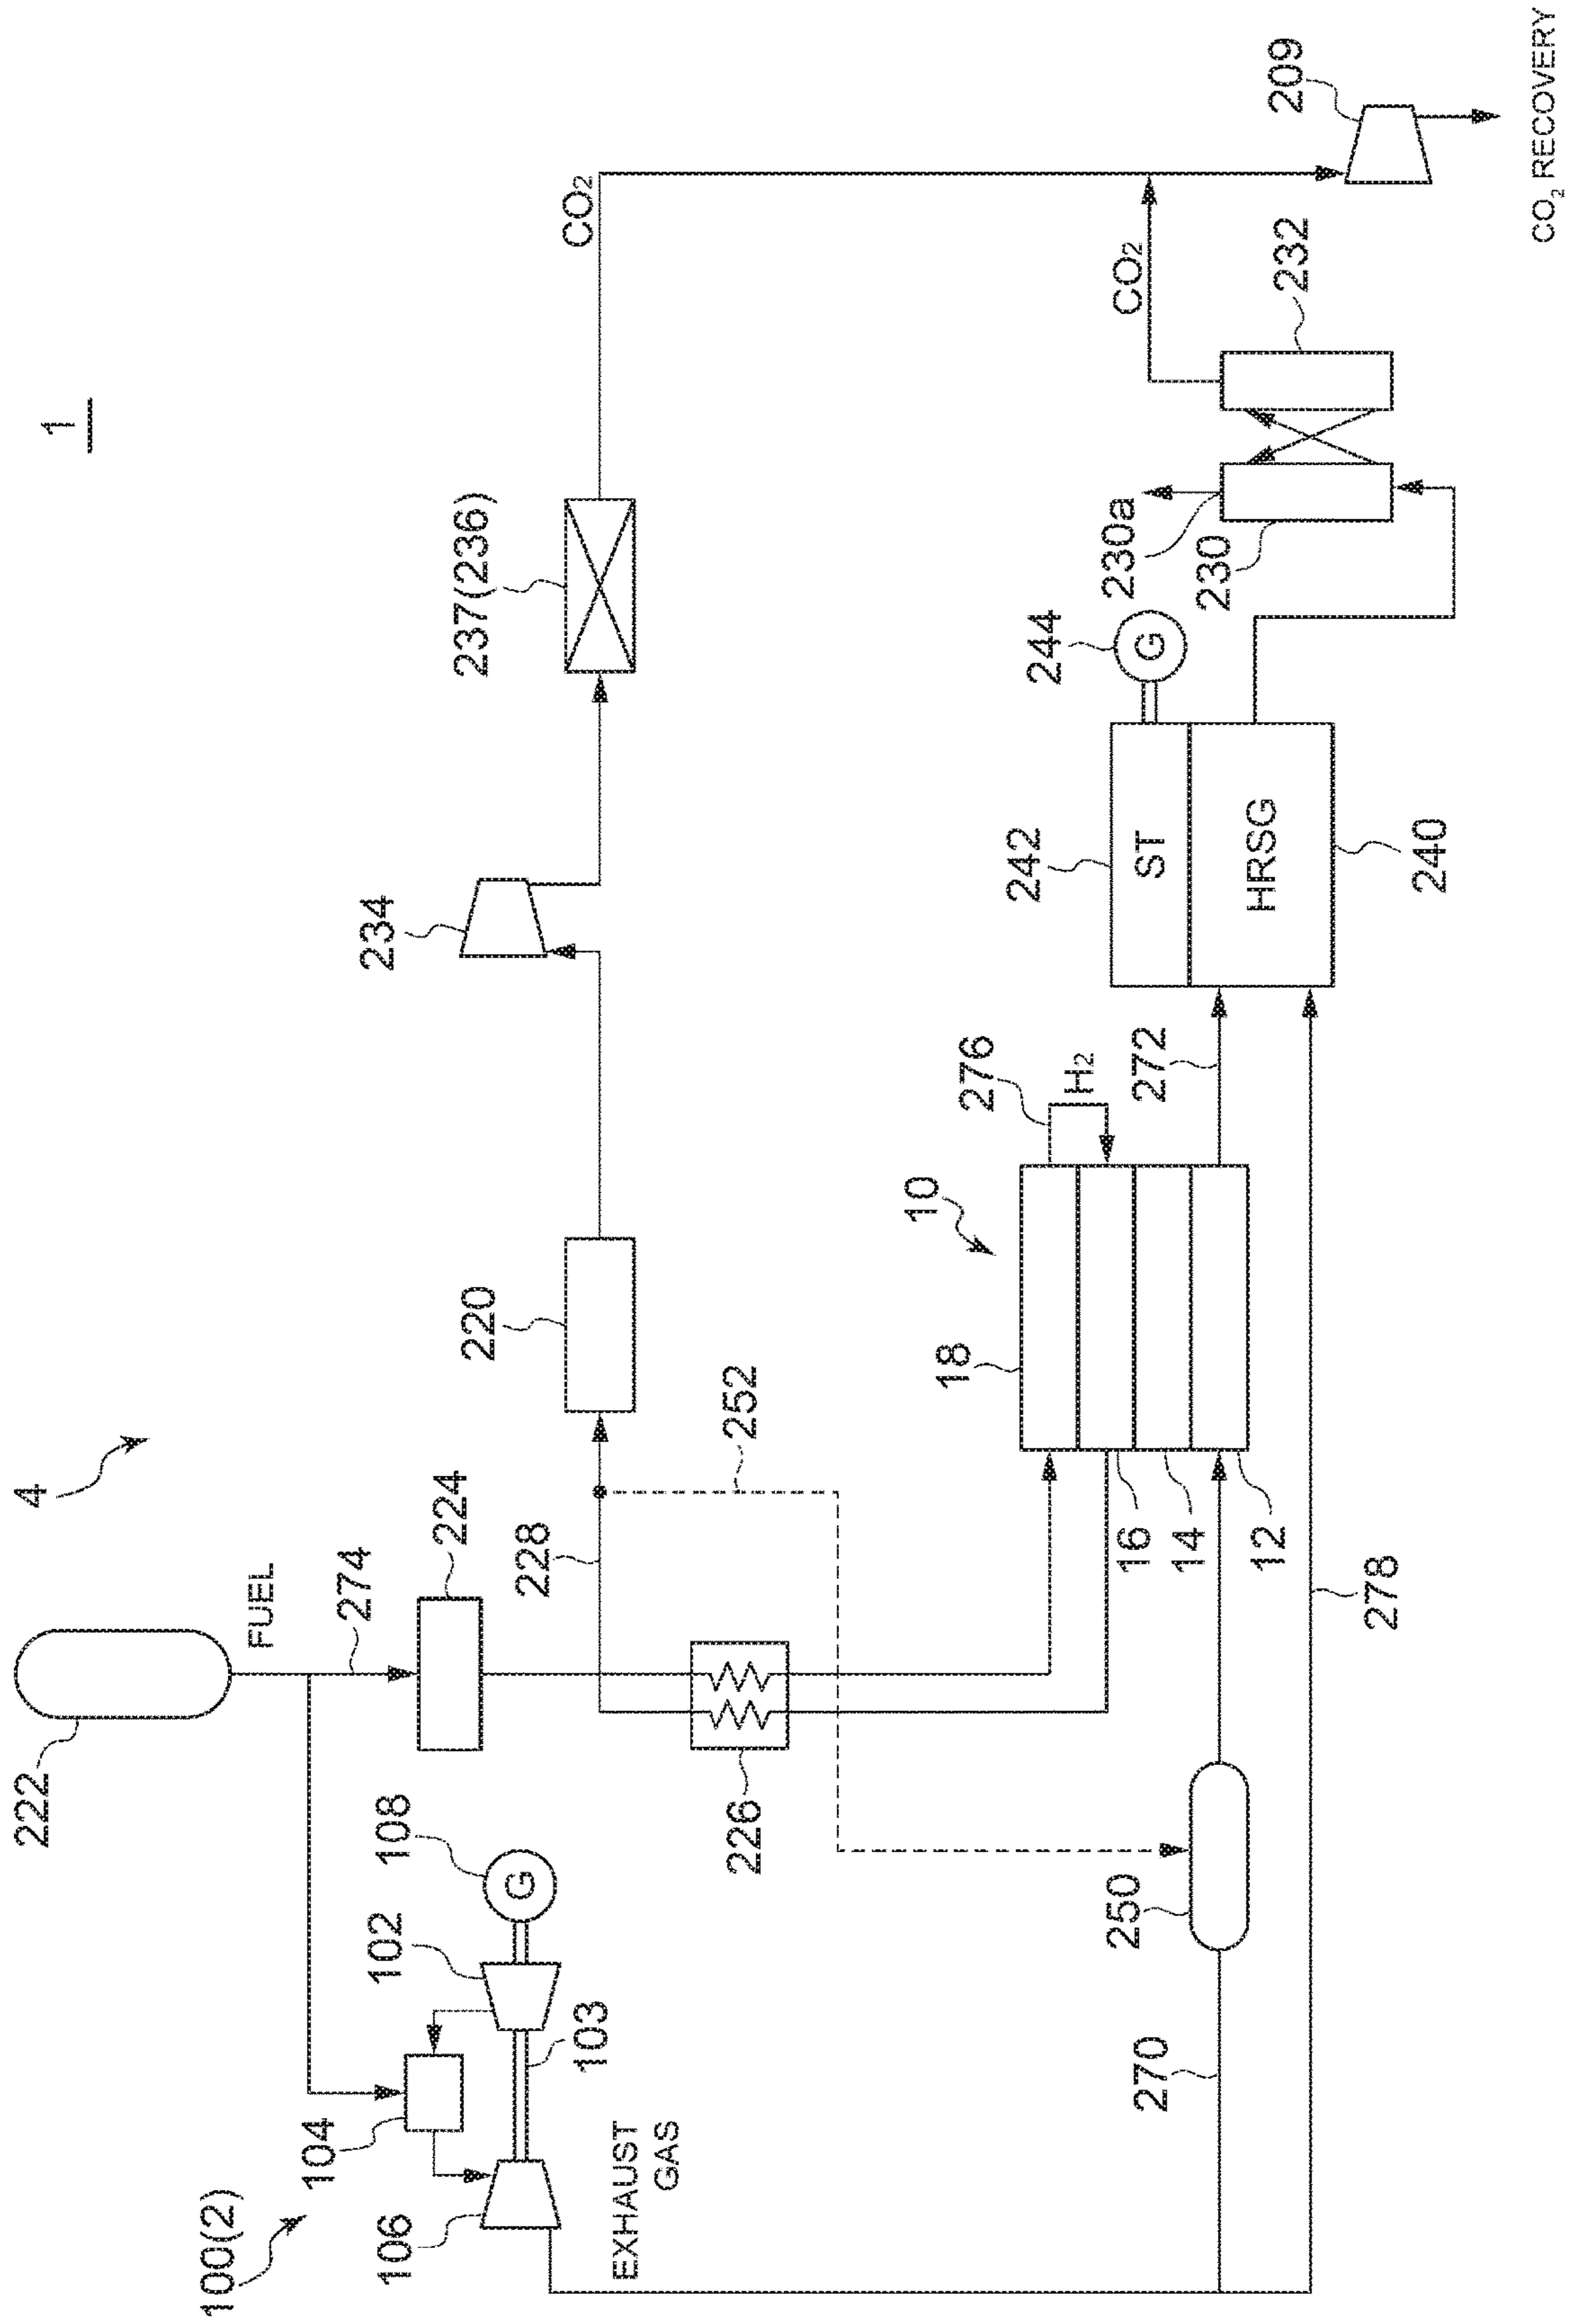 1
4
222
FUEL
274
224
228
252
220
234
237(236)
CO₂
100(2)
104
106
102
103
108
G
EXHAUST
GAS
226
10
18
276
H₂
16
14
12
272
242
ST
HRSG
240
244
G
230a
230
232
CO₂
209
CO₂ RECOVERY
250
270
278